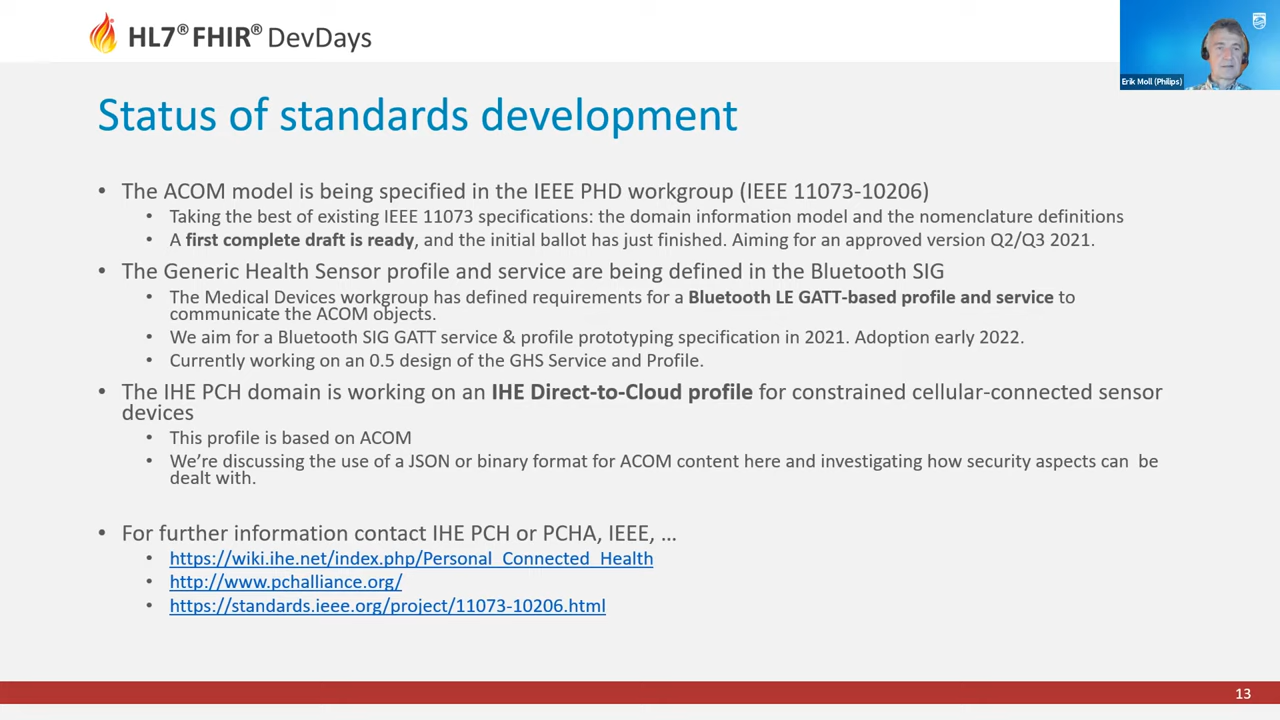 HL7® FHIR® DevDays
Erik Moll (Philips)
Status of standards development
• The ACOM model is being specified in the IEEE PHD workgroup (IEEE 11073-10206)
• Taking the best of existing IEEE 11073 specifications: the domain information model and the nomenclature definitions
• A first complete draft is ready, and the initial ballot has just finished. Aiming for an approved version Q2/Q3 2021.
• The Generic Health Sensor profile and service are being defined in the Bluetooth SIG
• The Medical Devices workgroup has defined requirements for a Bluetooth LE GATT-based profile and service to
communicate the ACOM objects.
• We aim for a Bluetooth SIG GATT service & profile prototyping specification in 2021. Adoption early 2022.
• Currently working on an 0.5 design of the GHS Service and Profile.
• The IHE PCH domain is working on an IHE Direct-to-Cloud profile for constrained cellular-connected sensor
devices
• This profile is based on ACOM
• We're discussing the use of a JSON or binary format for ACOM content here and investigating how security aspects can be
dealt with.
• For further information contact IHE PCH or PCHA, IEEE, …
• https://wiki.ihe.net/index.php/Personal_Connected_Health
• http://www.pchalliance.org/
• https://standards.ieee.org/project/11073-10206.html
13